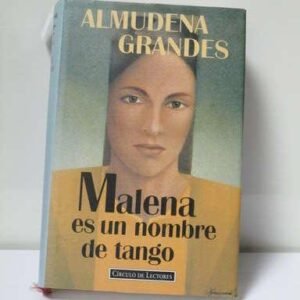 ALMUDENA
GRANDES
Malena
es un nombre
de tango
CÍRCULO DE LECTORES